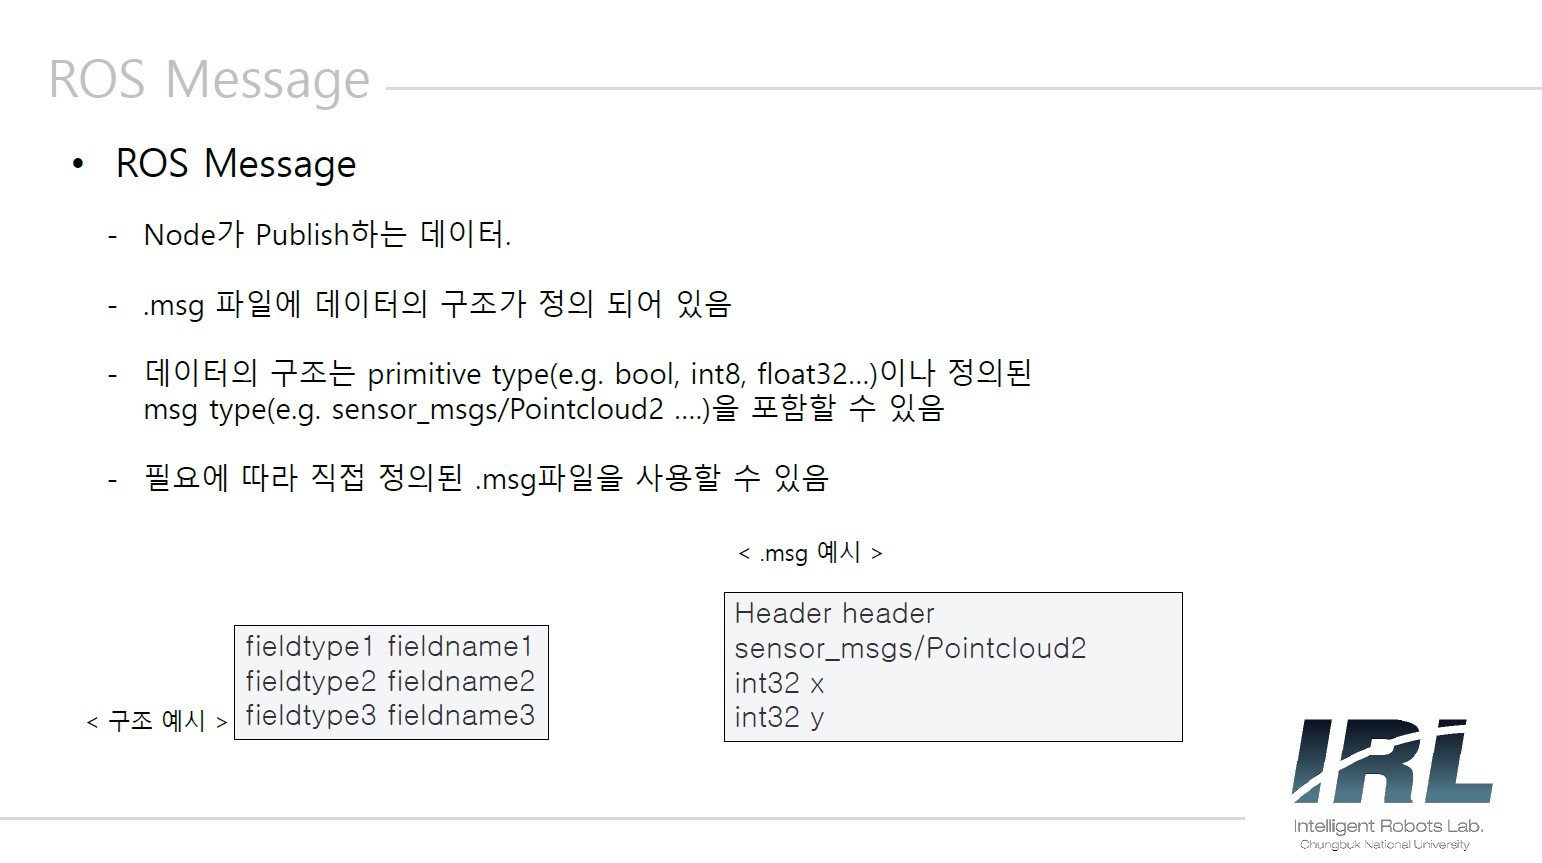 ROS Message
• ROS Message
- Node가 Publish하는 데이터.
- .msg 파일에 데이터의 구조가 정의 되어 있음
- 데이터의 구조는 primitive type(e.g. bool, int8, float32...)이나 정의된
msg type(e.g. sensor_msgs/Pointcloud2 ....)을 포함할 수 있음
- 필요에 따라 직접 정의된 .msg파일을 사용할 수 있음
< .msg 예시 >
Header header
sensor_msgs/Pointcloud2
int32 x
int32 y
fieldtype1 fieldname1
fieldtype2 fieldname2
fieldtype3 fieldname3
< 구조 예시 >
IRL
Intelligent Robots Lab.
Chungbuk National University